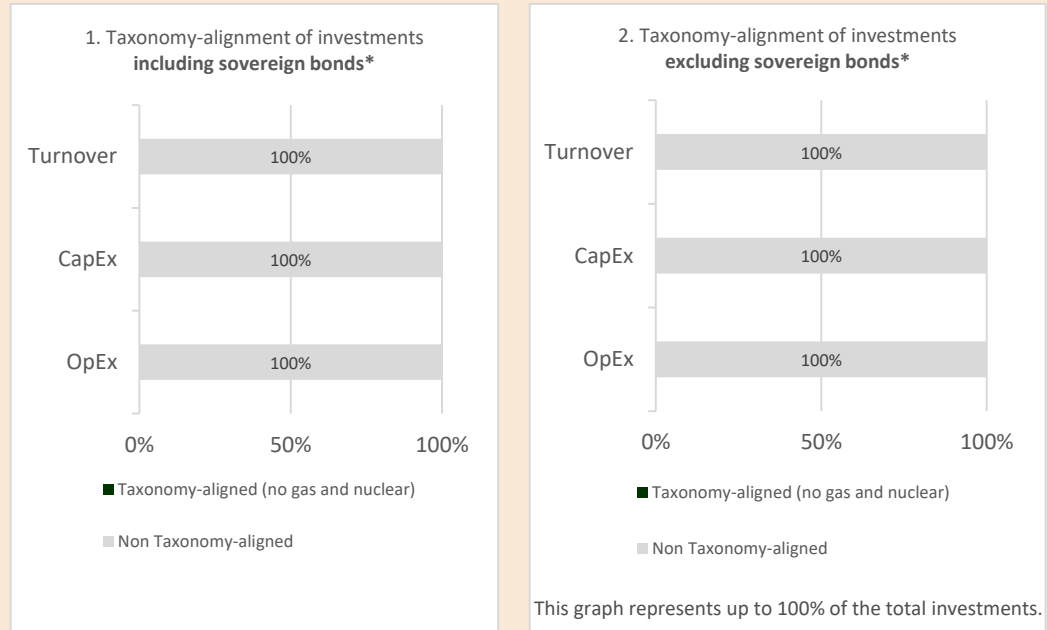 1. Taxonomy-alignment of investments
including sovereign bonds*
Turnover
100%
CapEx
100%
OpEx
100%
0%
50%
100%
Taxonomy-aligned (no gas and nuclear)
Non Taxonomy-aligned
2. Taxonomy-alignment of investments
excluding sovereign bonds*
Turnover
100%
CapEx
100%
OpEx
100%
0%
50%
100%
Taxonomy-aligned (no gas and nuclear)
Non Taxonomy-aligned
This graph represents up to 100% of the total investments.